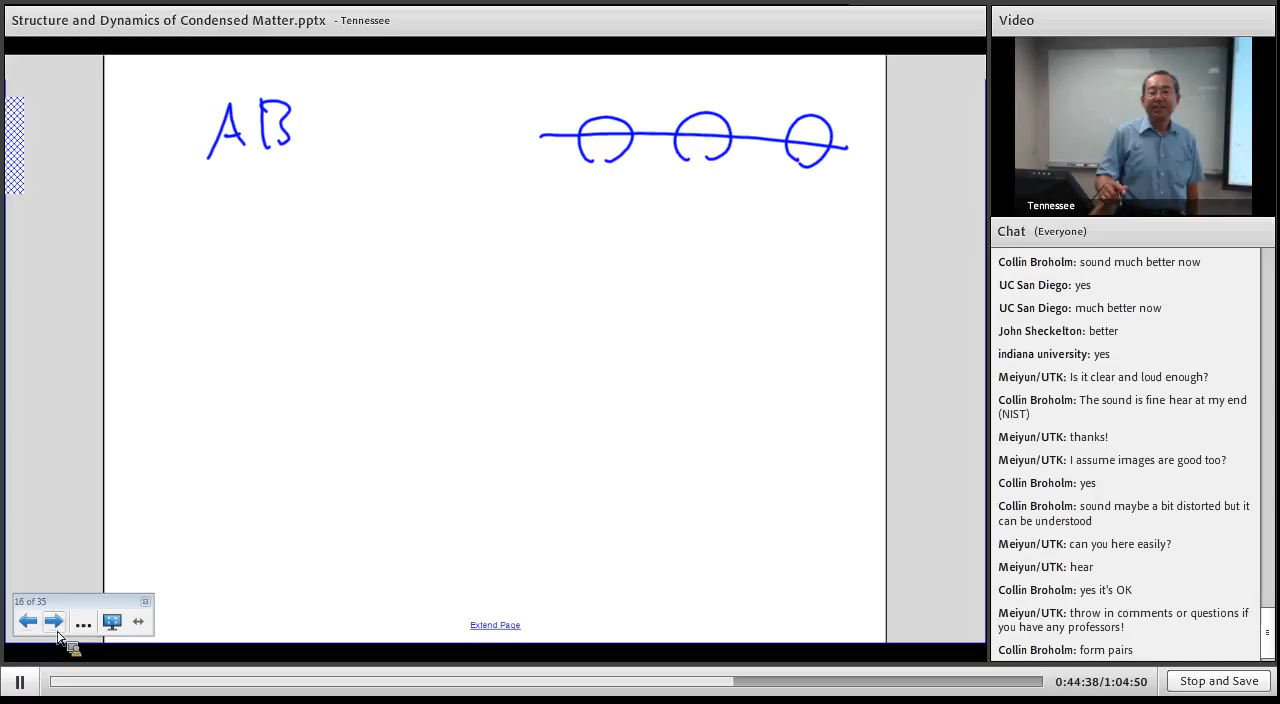 Structure and Dynamics of Condensed Matter.pptx - Tennessee
AB
16 of 35
...
Extend Page
Video
Tennessee
Chat (Everyone)
Collin Broholm: sound much better now
UC San Diego: yes
UC San Diego: much better now
John Sheckelton: better
indiana university: yes
Meiyun/UTK: Is it clear and loud enough?
Collin Broholm: The sound is fine hear at my end
(NIST)
Meiyun/UTK: thanks!
Meiyun/UTK: I assume images are good too?
Collin Broholm: yes
Collin Broholm: sound maybe a bit distorted but it
can be understood
Meiyun/UTK: can you here easily?
Meiyun/UTK: hear
Collin Broholm: yes it's OK
Meiyun/UTK: throw in comments or questions if
you have any professors!
Collin Broholm: form pairs
0:44:38/1:04:50
Stop and Save